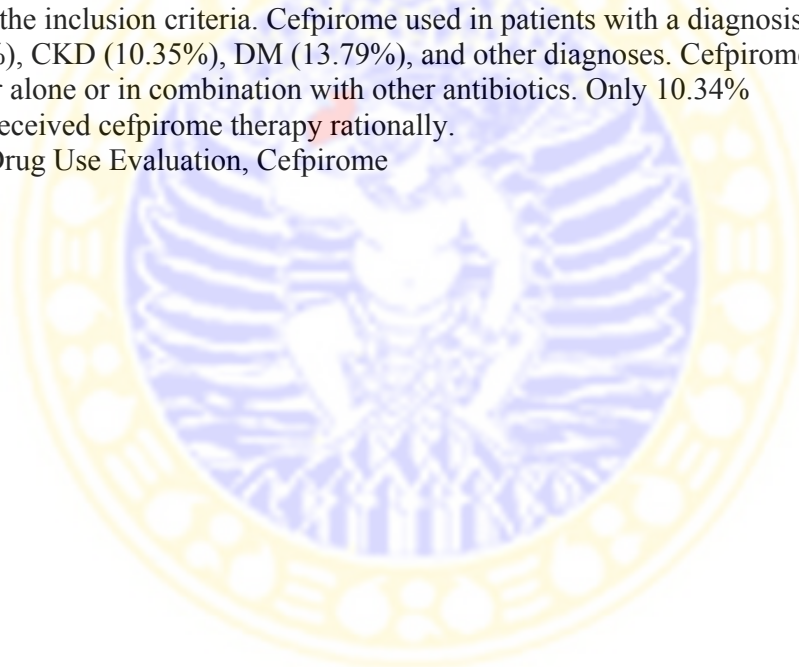 the inclusion criteria. Cefpirome used in patients with a diagnosis
%), CKD (10.35%), DM (13.79%), and other diagnoses. Cefpirome
alone or in combination with other antibiotics. Only 10.34%
received cefpirome therapy rationally.
Drug Use Evaluation, Cefpirome